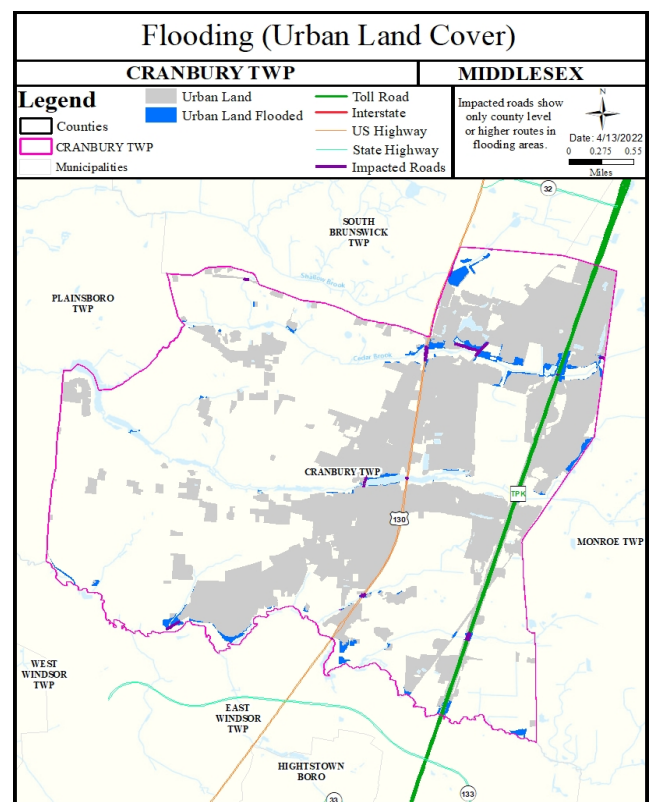 Flooding (Urban Land Cover)
CRANBURY TWP
MIDDLESEX
Legend
Counties
CRANBURY TWP
Municipalities
Urban Land
Urban Land Flooded
Toll Road
Interstate
US Highway
State Highway
Impacted Roads
Impacted roads show
only county level
or higher routes in
flooding areas.
N
Date: 4/13/2022
0 0.275 0.55
Miles
32
SOUTH
BRUNSWICK
TWP
PLAINSBORO
TWP
Cedar Brook
CRANBURY TWP
TPK
130
MONROE TWP
WEST
WINDSOR
TWP
EAST
WINDSOR
TWP
HIGHTSTOWN
BORO
33
133